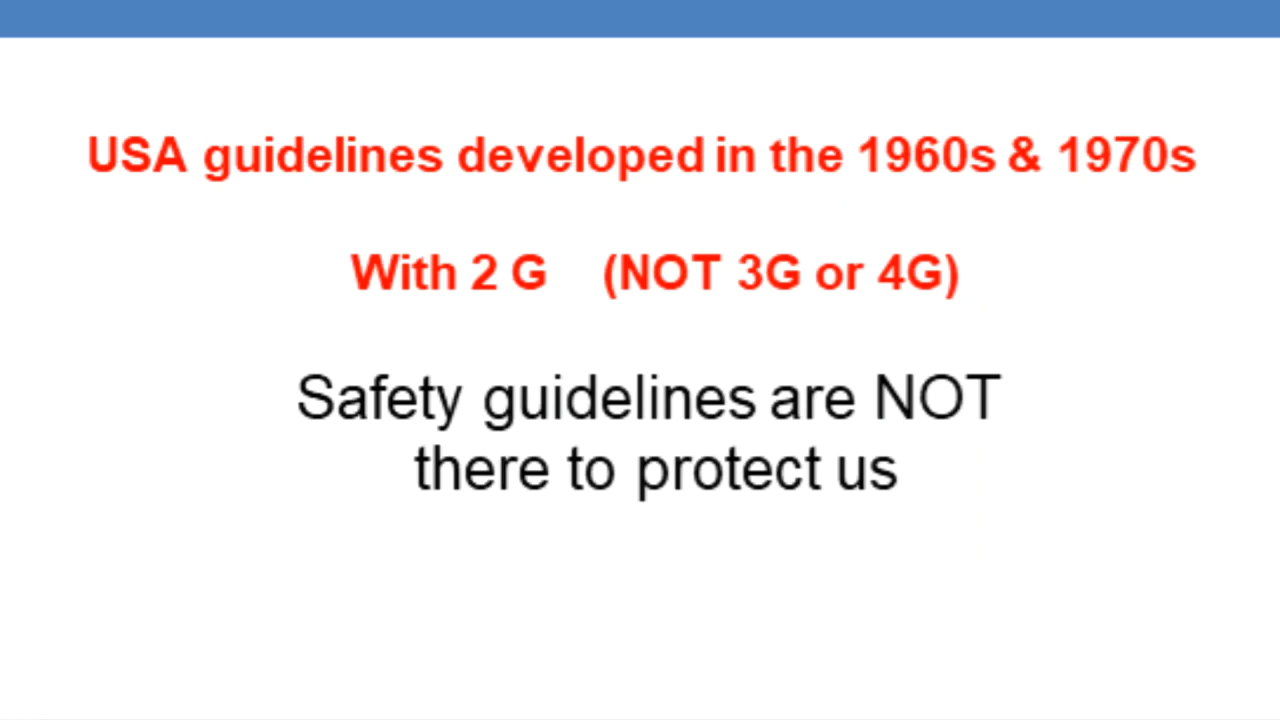 USA guidelines developed in the 1960s & 1970s
With 2 G (NOT 3G or 4G)
Safety guidelines are NOT
there to protect us